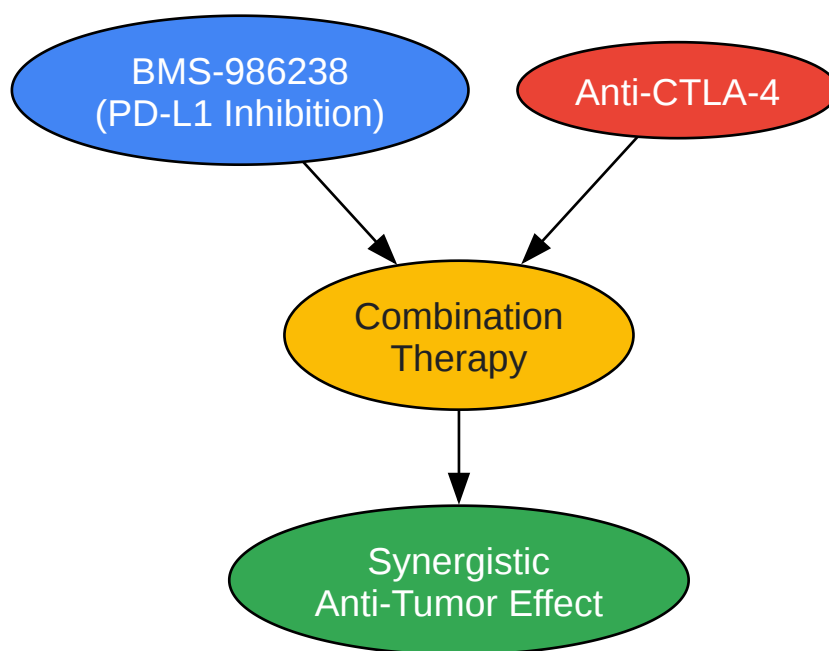 BMS-986238
(PD-L1 Inhibition)
Anti-CTLA-4
Combination
Therapy
Synergistic
Anti-Tumor Effect